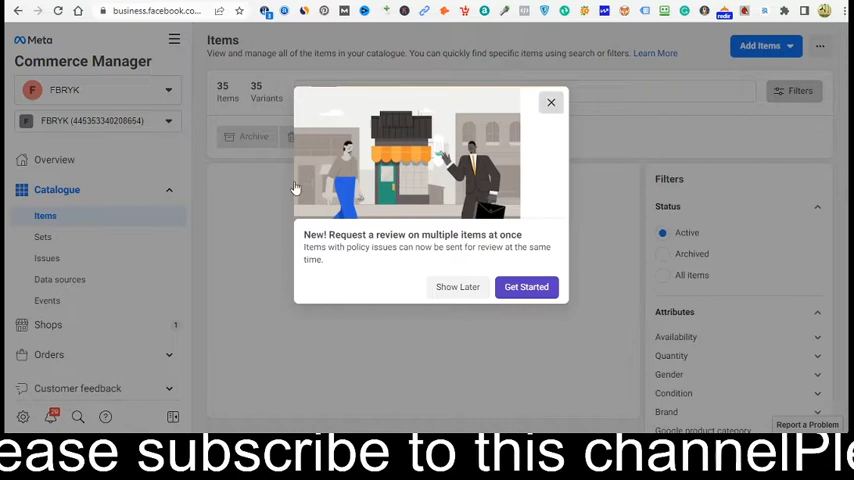 business.facebook.co...
Meta
Commerce Manager
F FBRYK
F FBRYK (445353340208654)
Overview
Catalogue
Items
Sets
Issues
Data sources
Events
Shops 1
Orders
Customer feedback
Items
View and manage all of the items in your catalogue. You can quickly find specific items using search or filters. Learn More
Add Items
35 35
Items Variants
Filters
Archive
New! Request a review on multiple items at once
Items with policy issues can now be sent for review at the same
time.
Show Later
Get Started
Filters
Status
Active
Archived
All items
Attributes
Availability
Quantity
Gender
Condition
Brand
Google product category
Report a Problem
ease subscribe to this channelPle